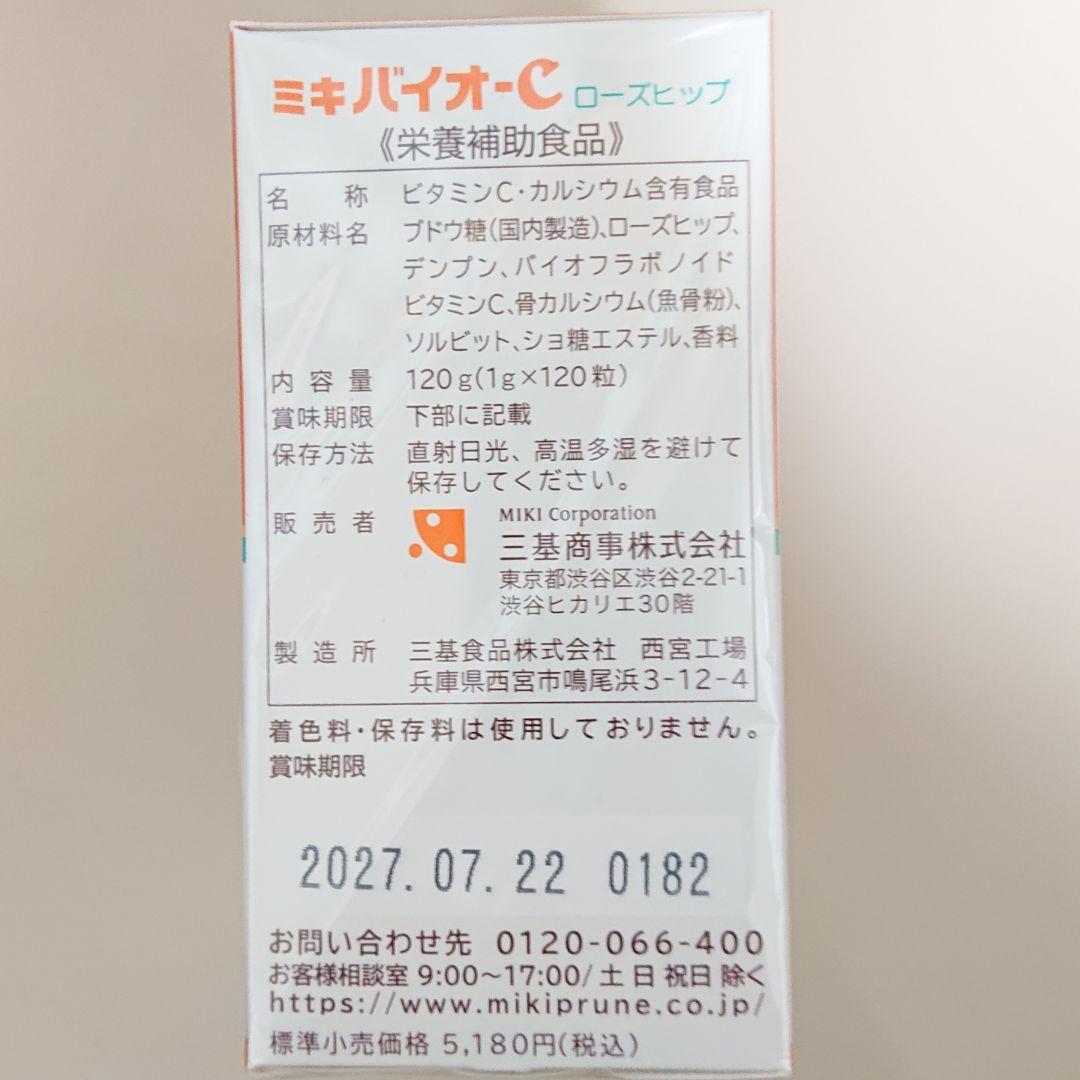 ミキ バイオ-C ローズヒップ
《栄養補助食品》
名称 ビタミンC・カルシウム含有食品
原材料名 ブドウ糖(国内製造)、ローズヒップ、
デンプン、バイオフラボノイド
ビタミンC、骨カルシウム(魚骨粉)、
ソルビット、ショ糖エステル、香料
内容量 120g(1g×120粒)
賞味期限 下部に記載
保存方法 直射日光、高温多湿を避けて
保存してください。
販売者 MIKI Corporation
三基商事株式会社
東京都渋谷区渋谷2-21-1
渋谷ヒカリエ30階
製造所 三基食品株式会社 西宮工場
兵庫県西宮市鳴尾浜3-12-4
着色料・保存料は使用しておりません。
賞味期限
2027.07.22 0182
お問い合わせ先 0120-066-400
お客様相談室 9:00～17:00/土日祝日除く
https://www.mikiprune.co.jp/
標準小売価格 5,180円(税込)